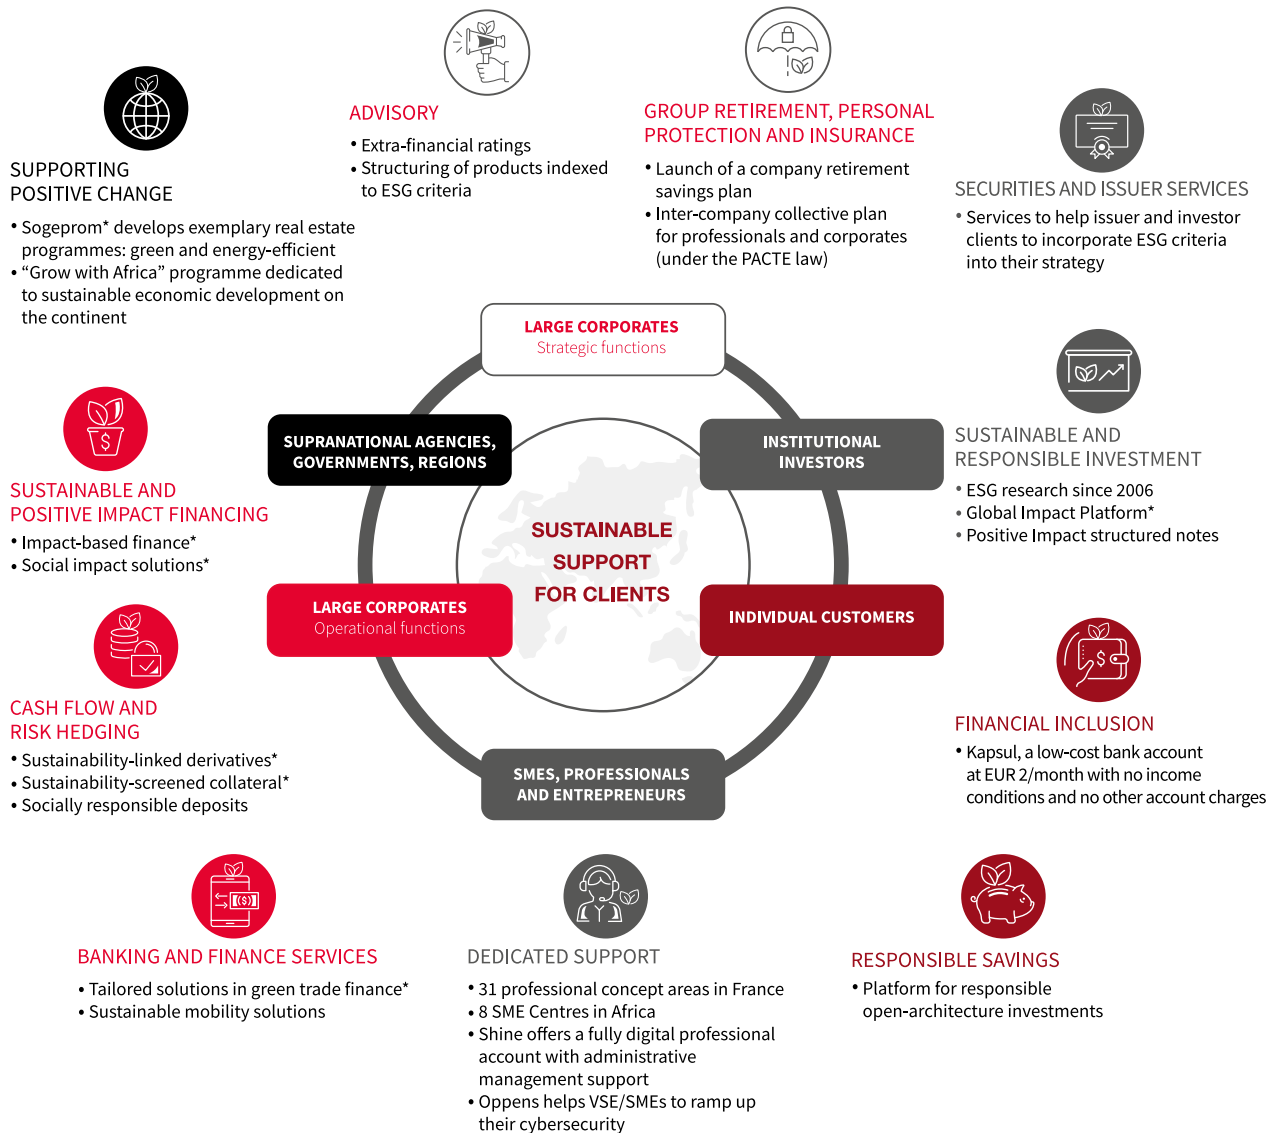 ADVISORY
• Extra-financial ratings
• Structuring of products indexed
to ESG criteria
GROUP RETIREMENT, PERSONAL
PROTECTION AND INSURANCE
• Launch of a company retirement
savings plan
• Inter-company collective plan
for professionals and corporates
(under the PACTE law)
SUPPORTING
POSITIVE CHANGE
• Sogeprom* develops exemplary real estate
programmes: green and energy-efficient
• “Grow with Africa” programme dedicated
to sustainable economic development on
the continent
SECURITIES AND ISSUER SERVICES
• Services to help issuer and investor
clients to incorporate ESG criteria
into their strategy
LARGE CORPORATES
Strategic functions
SUPRANATIONAL AGENCIES,
GOVERNMENTS, REGIONS
INSTITUTIONAL
INVESTORS
SUSTAINABLE
SUPPORT
FOR CLIENTS
LARGE CORPORATES
Operational functions
INDIVIDUAL CUSTOMERS
SMES, PROFESSIONALS
AND ENTREPRENEURS
SUSTAINABLE AND
POSITIVE IMPACT FINANCING
• Impact-based finance*
• Social impact solutions*
SUSTAINABLE AND
RESPONSIBLE INVESTMENT
• ESG research since 2006
• Global Impact Platform*
• Positive Impact structured notes
$
CASH FLOW AND
RISK HEDGING
• Sustainability-linked derivatives*
• Sustainability-screened collateral*
• Socially responsible deposits
$
FINANCIAL INCLUSION
• Kapsul, a low-cost bank account
at EUR 2/month with no income
conditions and no other account charges
($)
BANKING AND FINANCE SERVICES
• Tailored solutions in green trade finance*
• Sustainable mobility solutions
DEDICATED SUPPORT
• 31 professional concept areas in France
• 8 SME Centres in Africa
• Shine offers a fully digital professional
account with administrative
management support
• Oppens helps VSE/SMEs to ramp up
their cybersecurity
RESPONSIBLE SAVINGS
• Platform for responsible
open-architecture investments